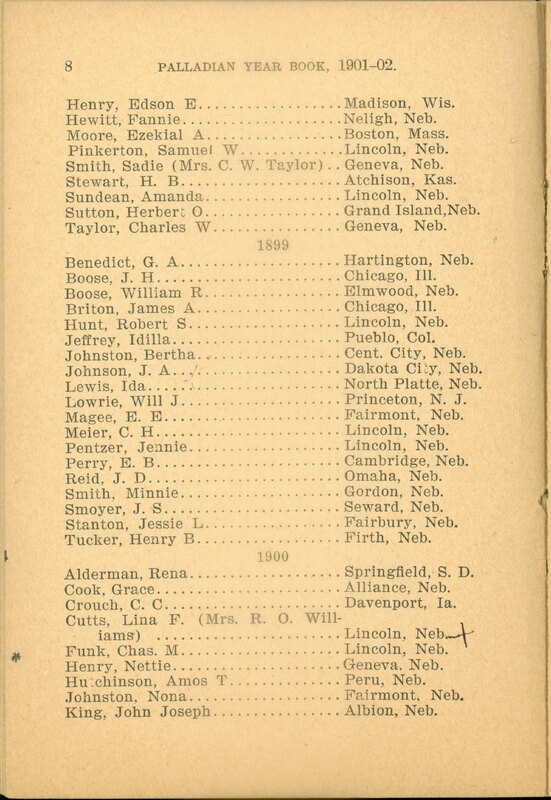 8 PALLADIAN YEAR BOOK, 1901-02.
Henry, Edson E..................Madison, Wis.
Hewitt, Fannie....................Neligh, Neb.
Moore, Ezekial A.................Boston, Mass.
Pinkerton, Samuel W.............Lincoln, Neb.
Smith, Sadie (Mrs. C. W. Taylor)..Geneva, Neb.
Stewart, H. B....................Atchison, Kas.
Sundean, Amanda.................Lincoln, Neb.
Sutton, Herbert O................Grand Island,Neb.
Taylor, Charles W................Geneva, Neb.
1899
Benedict, G. A....................Hartington, Neb.
Boose, J. H.......................Chicago, Ill.
Boose, William R.................Elmwood, Neb.
Briton, James A..................Chicago, Ill.
Hunt, Robert S...................Lincoln, Neb.
Jeffrey, Idilla.....................Pueblo, Col.
Johnston, Bertha..................Cent. City, Neb.
Johnson, J. A.....................Dakota City, Neb.
Lewis, Ida........................North Platte, Neb.
Lowrie, Will J....................Princeton, N. J.
Magee, E. E......................Fairmont, Neb.
Meier, C. H.......................Lincoln, Neb.
Pentzer, Jennie...................Lincoln, Neb.
Perry, E. B.......................Cambridge, Neb.
Reid, J. D........................Omaha, Neb.
Smith, Minnie....................Gordon, Neb.
Smoyer, J. S......................Seward, Neb.
Stanton, Jessie L.................Fairbury, Neb.
Tucker, Henry B..................Firth, Neb.
1900
Alderman, Rena...................Springfield, S. D.
Cook, Grace.......................Alliance, Neb.
Crouch, C. C......................Davenport, Ia.
Cutts, Lina F. (Mrs. R. O. Will-
iams) ......................Lincoln, Neb.
Funk, Chas. M....................Lincoln, Neb.
Henry, Nettie.....................Geneva, Neb.
Hutchinson, Amos T..............Peru, Neb.
Johnston, Nona...................Fairmont, Neb.
King, John Joseph................Albion, Neb.